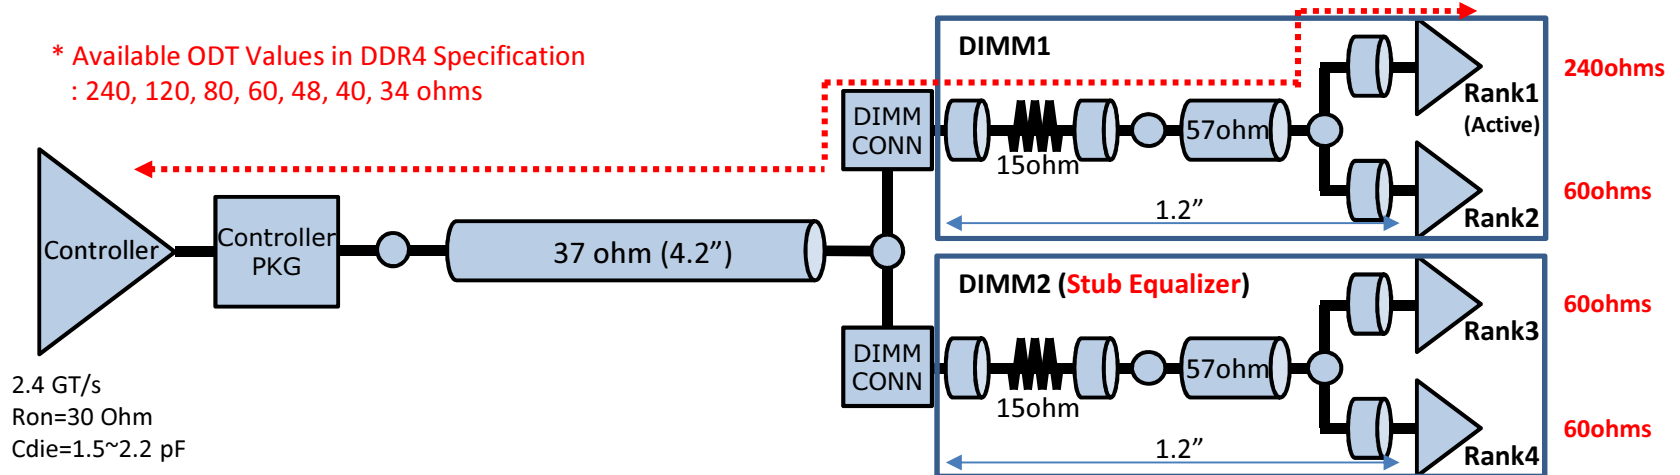 * Available ODT Values in DDR4 Specification
: 240, 120, 80, 60, 48, 40, 34 ohms
Controller
Controller
PKG
37 ohm (4.2”)
2.4 GT/s
Ron=30 Ohm
Cdie=1.5~2.2 pF
DIMM
CONN
DIMM1
15ohm
57ohm
1.2”
Rank1
(Active)
Rank2
240ohms
60ohms
DIMM
CONN
DIMM2 (Stub Equalizer)
15ohm
57ohm
1.2”
Rank3
Rank4
60ohms
60ohms